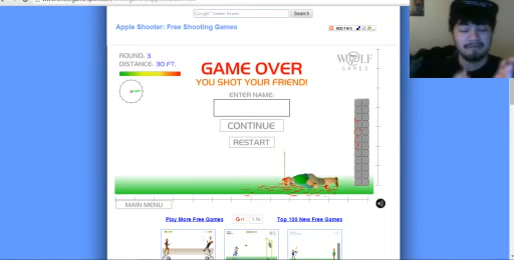 Search
Apple Shooter: Free Shooting Games
ROUND: 3
DISTANCE: 30 FT.
WOLF
GAMES
GAME OVER
YOU SHOT YOUR FRIEND!
ENTER NAME:
CONTINUE
RESTART
MAIN MENU
Play More Free Games
Top 100 New Free Games